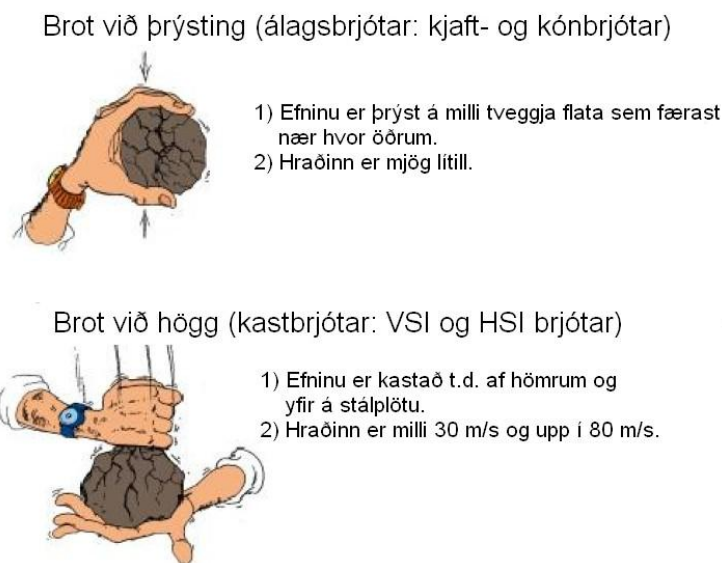 Brot við þrýsting (álagsbrjótar: kjaft- og kónbrjótar)
1) Efninu er þrýst á milli tveggja flata sem færast
nær hvor öðrum.
2) Hraðinn er mjög lítill.
Brot við högg (kastbrjótar: VSI og HSI brjótar)
1) Efninu er kastað t.d. af hömrum og
yfir á stálplötu.
2) Hraðinn er milli 30 m/s og upp í 80 m/s.